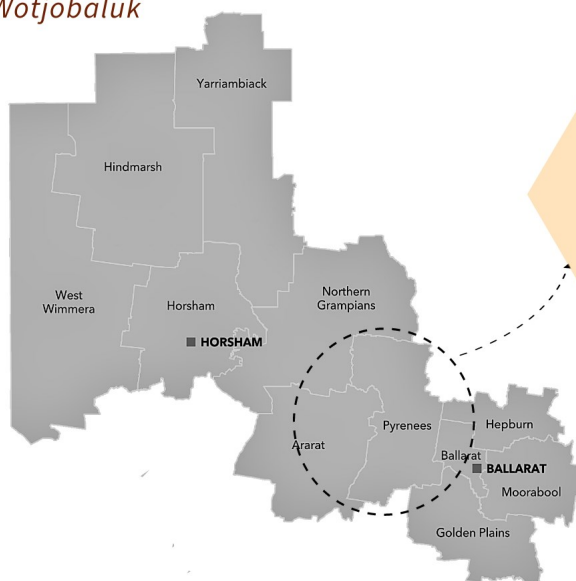 Wotjobaluk
Yarriambiack
Hindmarsh
West
Wimmera
Horsham
Northern
Grampians
HORSHAM
Pyrenees
Hepburn
Ararat
Ballarat
BALLARAT
Moorabool
Golden Plains